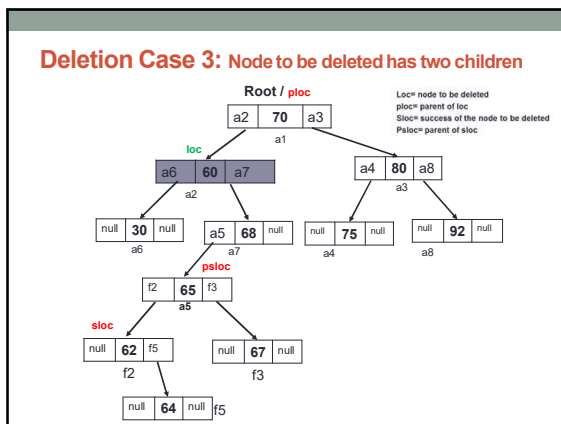 Deletion Case 3: Node to be deleted has two children
Root / ploc
Loc= node to be deleted
ploc= parent of loc
Sloc= success of the node to be deleted
Psloc= parent of sloc
a2 70 a3
a1
loc
a6 60 a7
a2
a4 80 a8
a3
null 30 null
a6
a5 68 null
a7
null 75 null
a4
null 92 null
a8
psloc
f2 65 f3
a5
sloc
null 62 f5
f2
null 67 null
f3
null 64 null f5